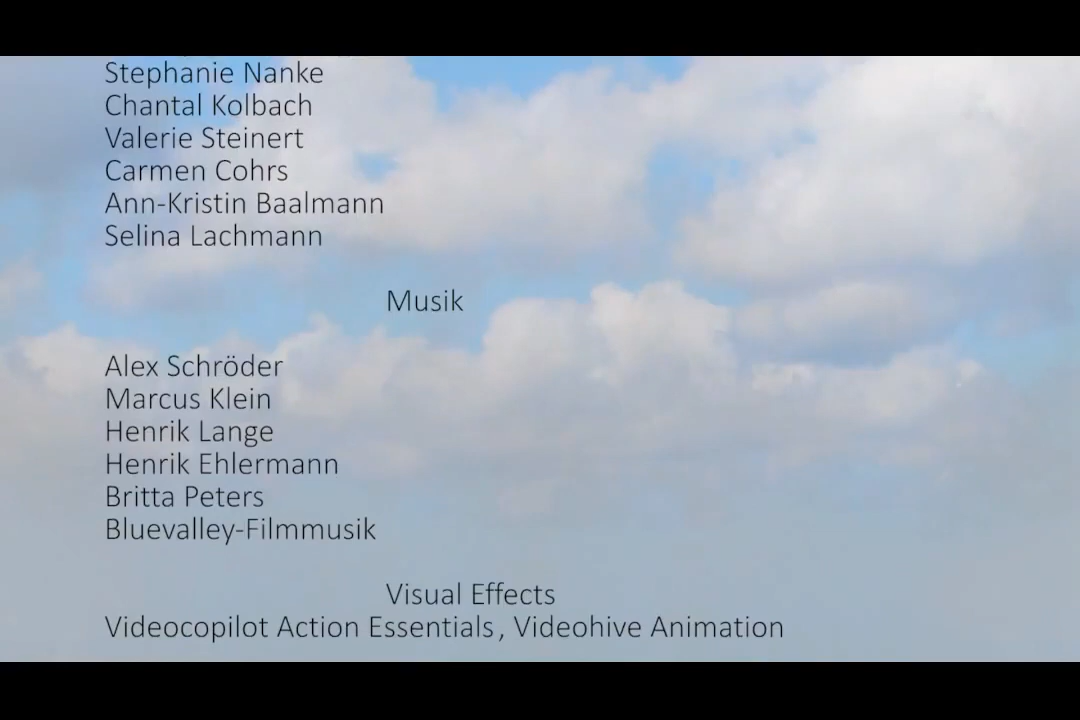 Stephanie Nanke
Chantal Kolbach
Valerie Steinert
Carmen Cohrs
Ann-Kristin Baalmann
Selina Lachmann
Musik
Alex Schröder
Marcus Klein
Henrik Lange
Henrik Ehlermann
Britta Peters
Bluevalley-Filmmusik
Visual Effects
Videocopilot Action Essentials, Videohive Animation